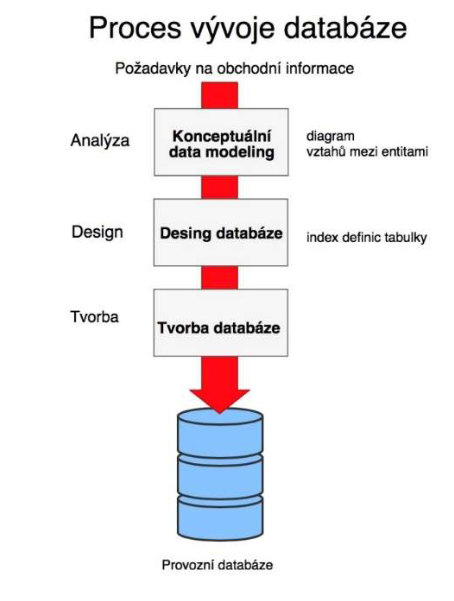 Proces vývoje databáze
Požadavky na obchodní informace
Analýza
Konceptuální
data modeling
diagram
vztahů mezi entitami
Design
Desing databáze
index definic tabulky
Tvorba
Tvorba databáze
Provozní databáze